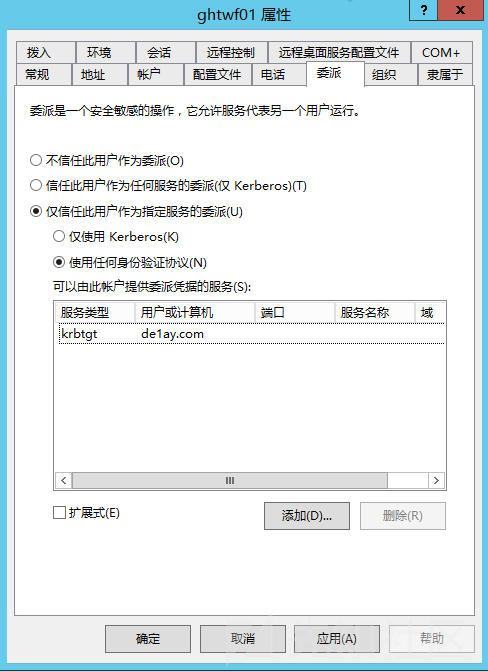 ghtwf01 属性
?
x
拨入 环境 会话 远程控制 远程桌面服务配置文件 COM+
常规 地址 帐户 配置文件 电话 委派 组织 隶属于
委派是一个安全敏感的操作，它允许服务代表另一个用户运行。
不信任此用户作为委派(O)
信任此用户作为任何服务的委派(仅 Kerberos)(T)
仅信任此用户作为指定服务的委派(U)
仅使用 Kerberos(K)
使用任何身份验证协议(N)
可以由此帐户提供委派凭据的服务(S):
服务类型 用户或计算机 端口 服务名称 域
krbtgt de1ay.com
扩展式(E)
添加(D)... 删除(R)
确定 取消 应用(A) 帮助